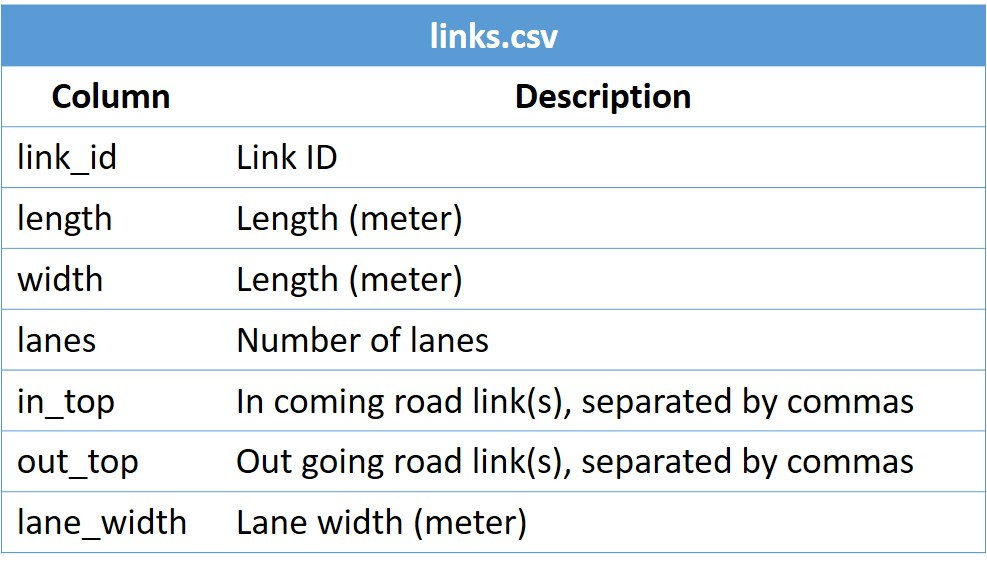 links.csv
Column Description
link_id Link ID
length Length (meter)
width Length (meter)
lanes Number of lanes
in_top In coming road link(s), separated by commas
out_top Out going road link(s), separated by commas
lane_width Lane width (meter)